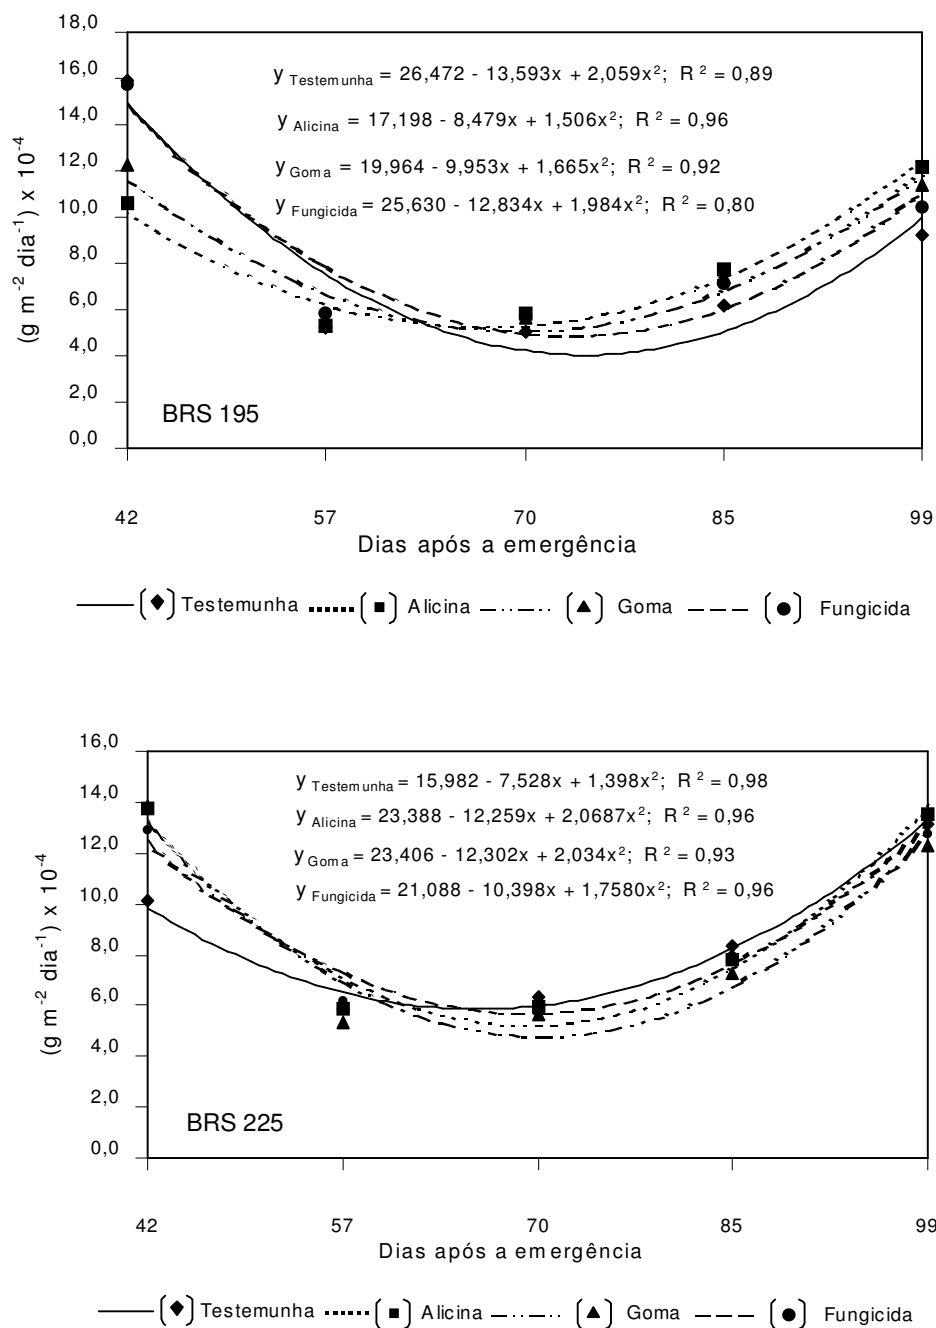 18,0
16,0
14,0
12,0
10,0
8,0
6,0
4,0
2,0
0,0
(g m⁻² dia⁻¹) x 10⁻⁴
y Testemunha = 26,472 - 13,593x + 2,059x²; R² = 0,89
y Alicina = 17,198 - 8,479x + 1,506x²; R² = 0,96
y Goma = 19,964 - 9,953x + 1,665x²; R² = 0,92
y Fungicida = 25,630 - 12,834x + 1,984x²; R² = 0,80
BRS 195
42 57 70 85 99
Dias após a emergência
Testemunha Alicina Goma Fungicida
16,0
14,0
12,0
10,0
8,0
6,0
4,0
2,0
0,0
(g m⁻² dia⁻¹) x 10⁻⁴
y Testemunha = 15,982 - 7,528x + 1,398x²; R² = 0,98
y Alicina = 23,388 - 12,259x + 2,0687x²; R² = 0,96
y Goma = 23,406 - 12,302x + 2,034x²; R² = 0,93
y Fungicida = 21,088 - 10,398x + 1,7580x²; R² = 0,96
BRS 225
42 57 70 85 99
Dias após a emergência
Testemunha Alicina Goma Fungicida